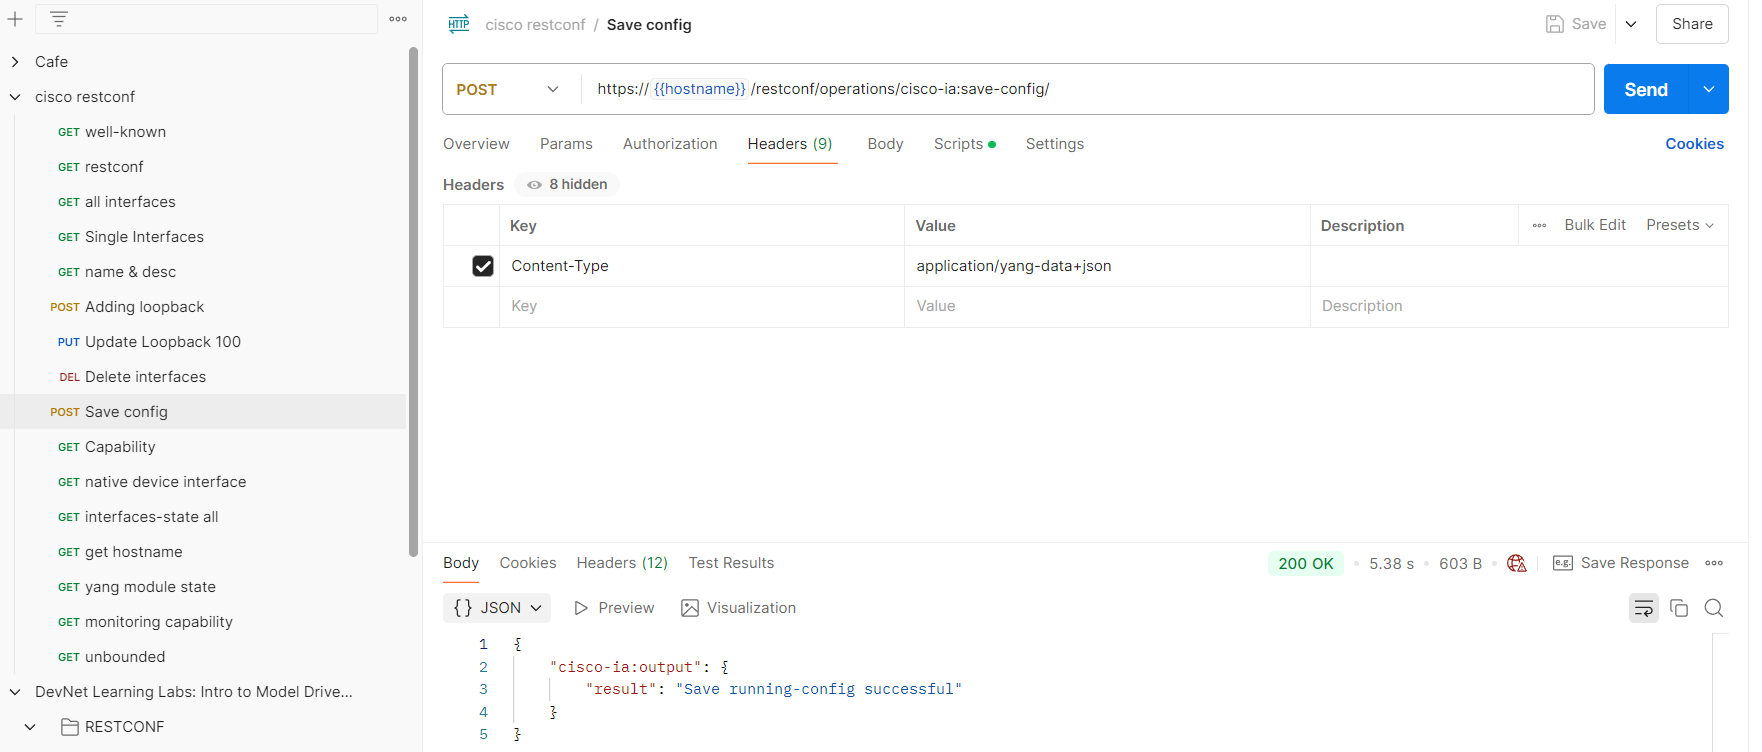 Cafe
cisco restconf
GET well-known
GET restconf
GET all interfaces
GET Single Interfaces
GET name & desc
POST Adding loopback
PUT Update Loopback 100
DEL Delete interfaces
POST Save config
GET Capability
GET native device interface
GET interfaces-state all
GET get hostname
GET yang module state
GET monitoring capability
GET unbounded
DevNet Learning Labs: Intro to Model Drive...
RESTCONF
HTTP cisco restconf / Save config
Save
Share
POST https://{{hostname}}/restconf/operations/cisco-ia:save-config/
Send
Overview Params Authorization Headers (9) Body Scripts Settings
Cookies
Headers 8 hidden
Key Value Description Bulk Edit Presets
Content-Type application/yang-data+json
Key Value Description
Body Cookies Headers (12) Test Results
200 OK • 5.38 s • 603 B • e.g. Save Response
{} JSON Preview Visualization
1 {
2 "cisco-ia:output": {
3 "result": "Save running-config successful"
4 }
5 }